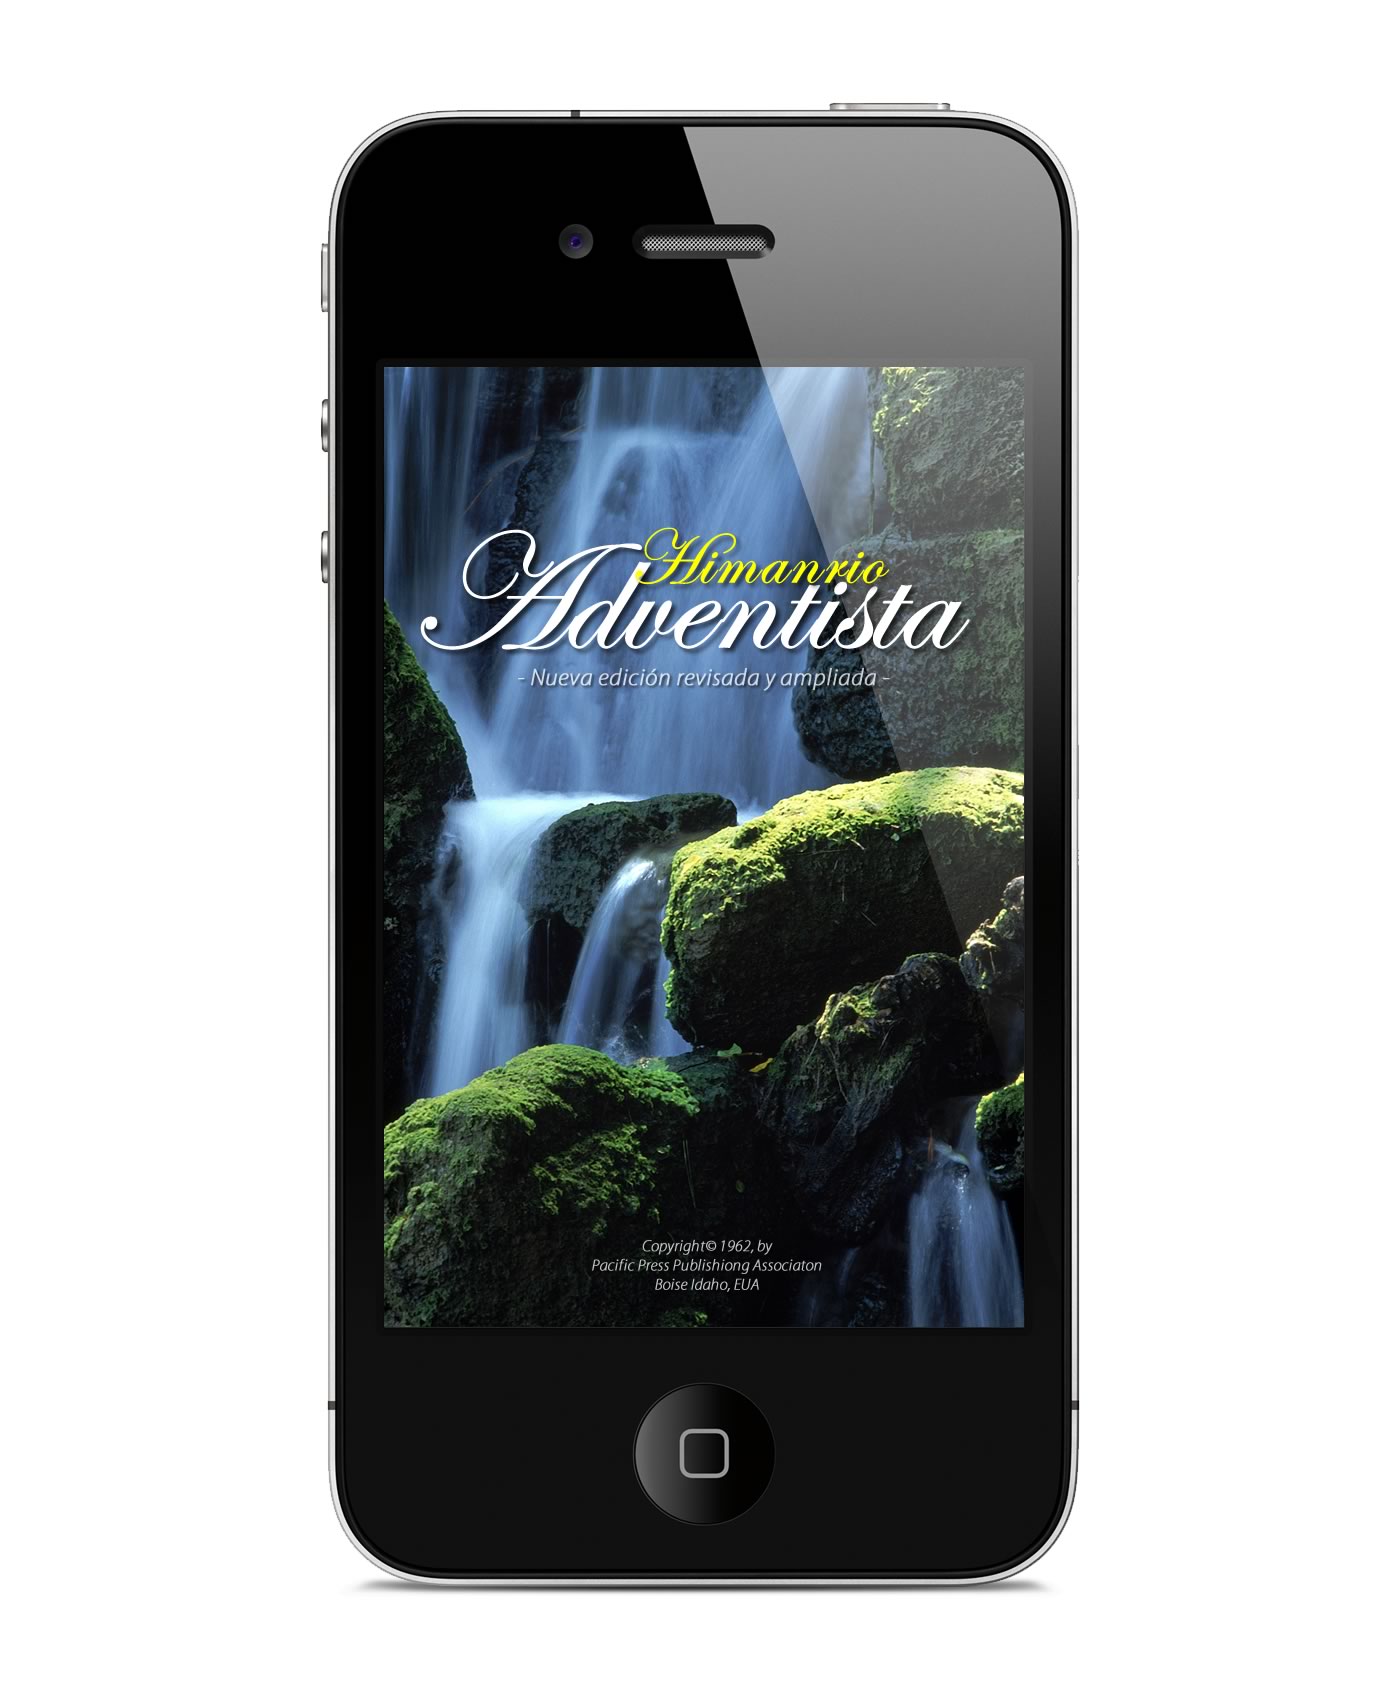 Himanrio
Adventista
- Nueva edición revisada y ampliada -
Copyright© 1962, by
Pacific Press Publishiong Associaton
Boise Idaho, EUA